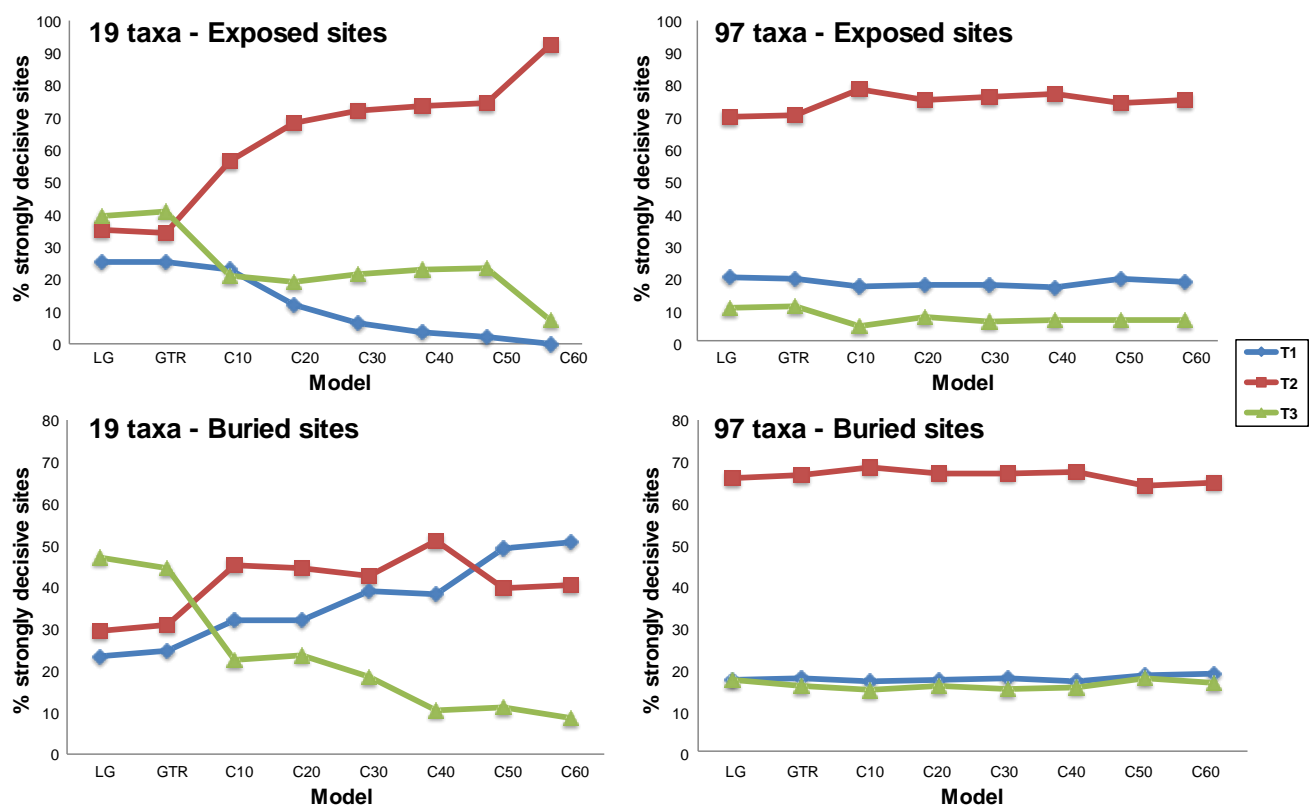 19 taxa - Exposed sites
% strongly decisive sites
100
90
80
70
60
50
40
30
20
10
0
LG GTR C10 C20 C30 C40 C50 C60
Model
97 taxa - Exposed sites
% strongly decisive sites
100
90
80
70
60
50
40
30
20
10
0
LG GTR C10 C20 C30 C40 C50 C60
Model
T1
T2
T3
19 taxa - Buried sites
% strongly decisive sites
80
70
60
50
40
30
20
10
0
LG GTR C10 C20 C30 C40 C50 C60
Model
97 taxa - Buried sites
% strongly decisive sites
80
70
60
50
40
30
20
10
0
LG GTR C10 C20 C30 C40 C50 C60
Model